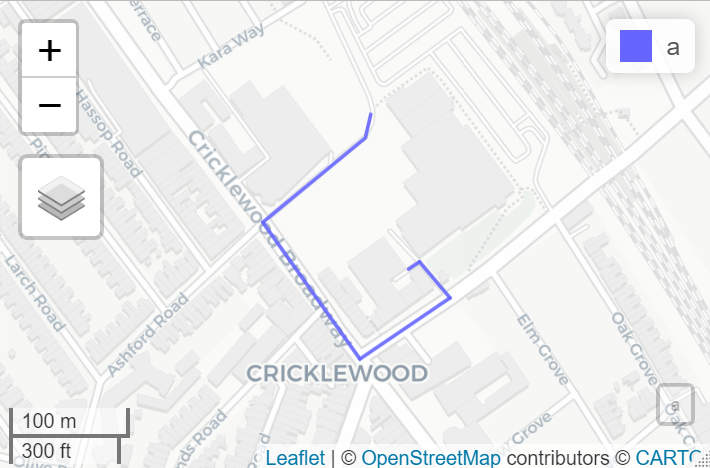 +
errace
Kara Way
a
−
Hassop Road
Cricklewood Broadway
Larch Road
Ashford Road
Elm Grove
Oak Grove
CRICKLEWOOD
100 m
300 ft
nds Road
Grove
Leaflet | © OpenStreetMap contributors © CARTO